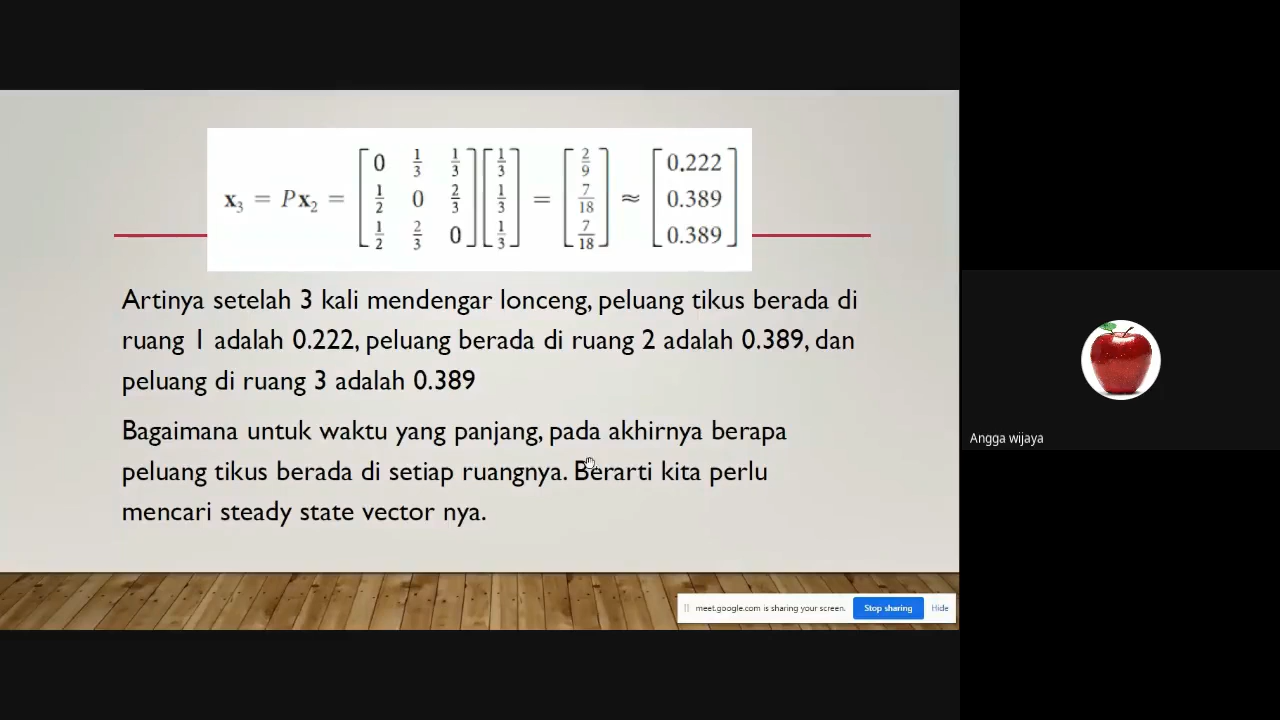 x₃ = Px₂ = [0 1/3 1/3; 1/2 0 2/3; 1/2 2/3 0] [1/3; 1/3; 1/3] = [2/9; 7/18; 7/18] ≈ [0.222; 0.389; 0.389]
Artinya setelah 3 kali mendengar lonceng, peluang tikus berada di
ruang 1 adalah 0.222, peluang berada di ruang 2 adalah 0.389, dan
peluang di ruang 3 adalah 0.389
Bagaimana untuk waktu yang panjang, pada akhirnya berapa
peluang tikus berada di setiap ruangnya. Berarti kita perlu
mencari steady state vector nya.
meet.google.com is sharing your screen. Stop sharing Hide
Angga wijaya